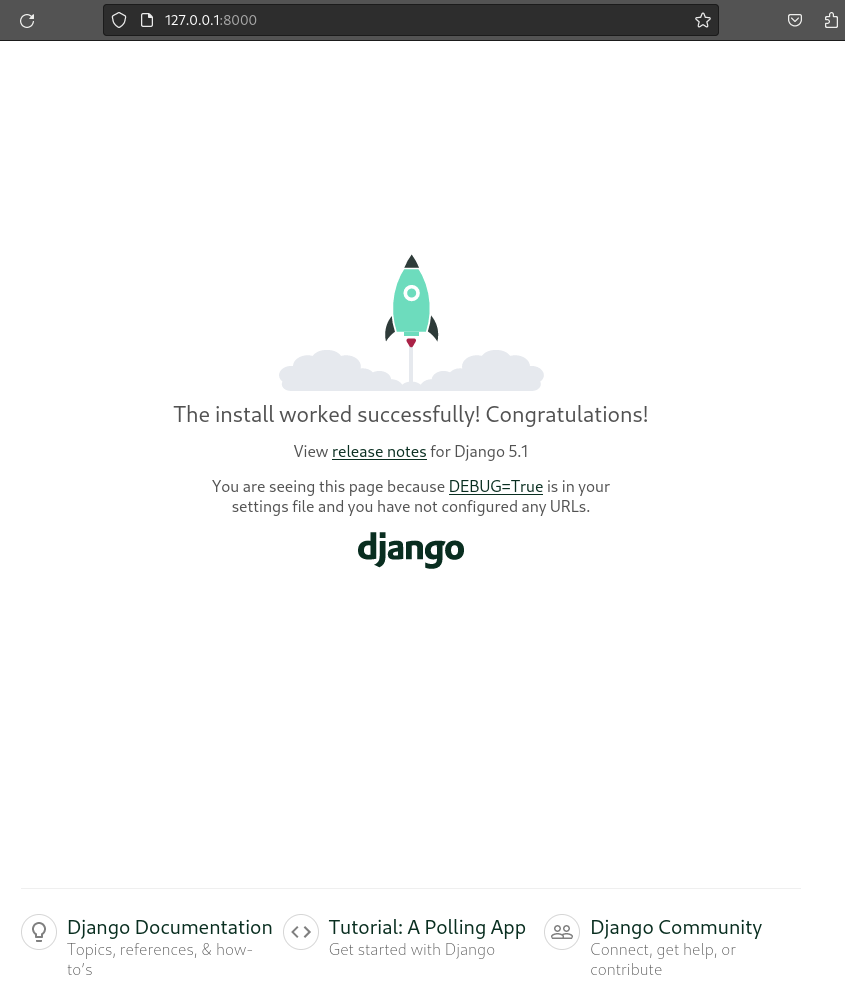 127.0.0.1:8000
The install worked successfully! Congratulations!
View release notes for Django 5.1
You are seeing this page because DEBUG=True is in your
settings file and you have not configured any URLs.
django
Django Documentation
Topics, references, & how-
to’s
Tutorial: A Polling App
Get started with Django
Django Community
Connect, get help, or
contribute